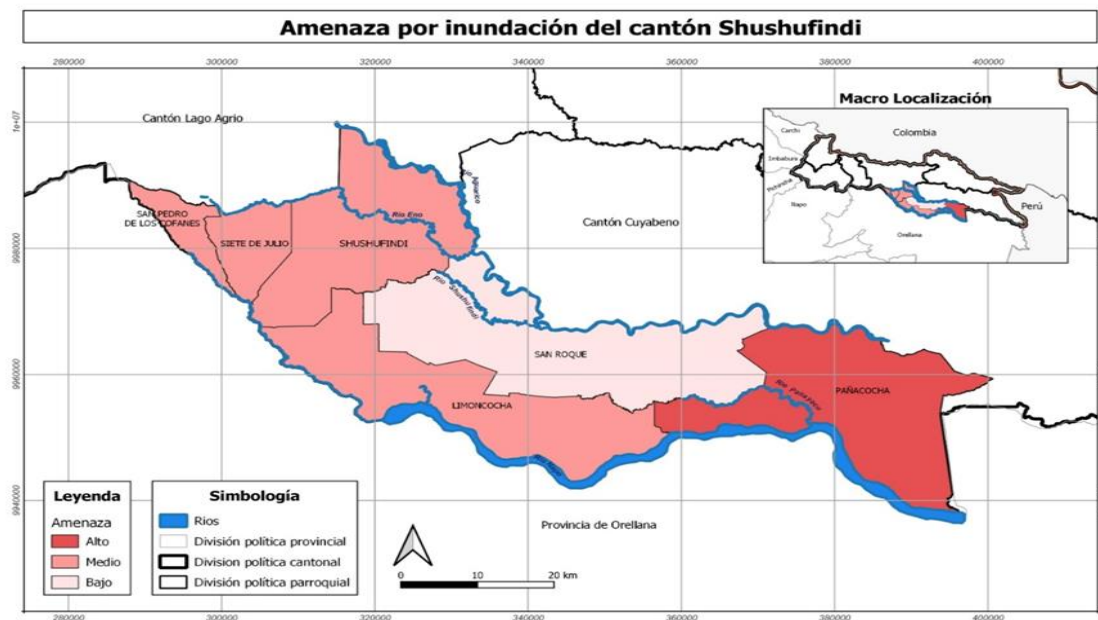 Amenaza por inundación del cantón Shushufindi
280000
300000
320000
340000
360000
380000
400000
1e+07
9980000
9960000
9940000
Cantón Lago Agrio
Macro Localización
Carchi
Colombia
Imbabura
Pichincha
Napo
Perú
Orellana
SAN PEDRO
DE LOS COFANES
SIETE DE JULIO
SHUSHUFINDI
Río Eno
Cantón Cuyabeno
Río Shushufindi
SAN ROQUE
PAÑACOCHA
LIMONCOCHA
Provincia de Orellana
Leyenda
Amenaza
Alto
Medio
Bajo
Simbología
Rios
División política provincial
Division política cantonal
División política parroquial
0 10 20 km
280000
300000
320000
340000
360000
380000
400000